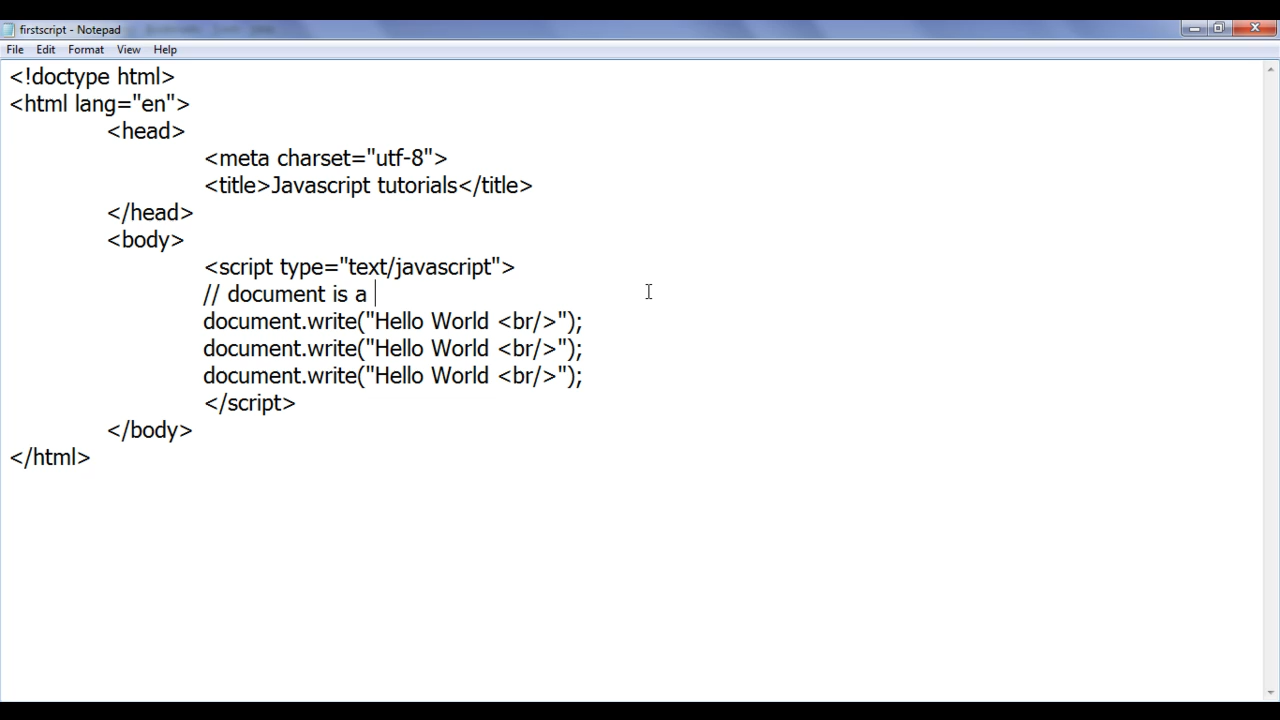 firstscript - Notepad
File Edit Format View Help
<!doctype html>
<html lang="en">
<head>
<meta charset="utf-8">
<title>Javascript tutorials</title>
</head>
<body>
<script type="text/javascript">
// document is a
document.write("Hello World <br/>");
document.write("Hello World <br/>");
document.write("Hello World <br/>");
</script>
</body>
</html>